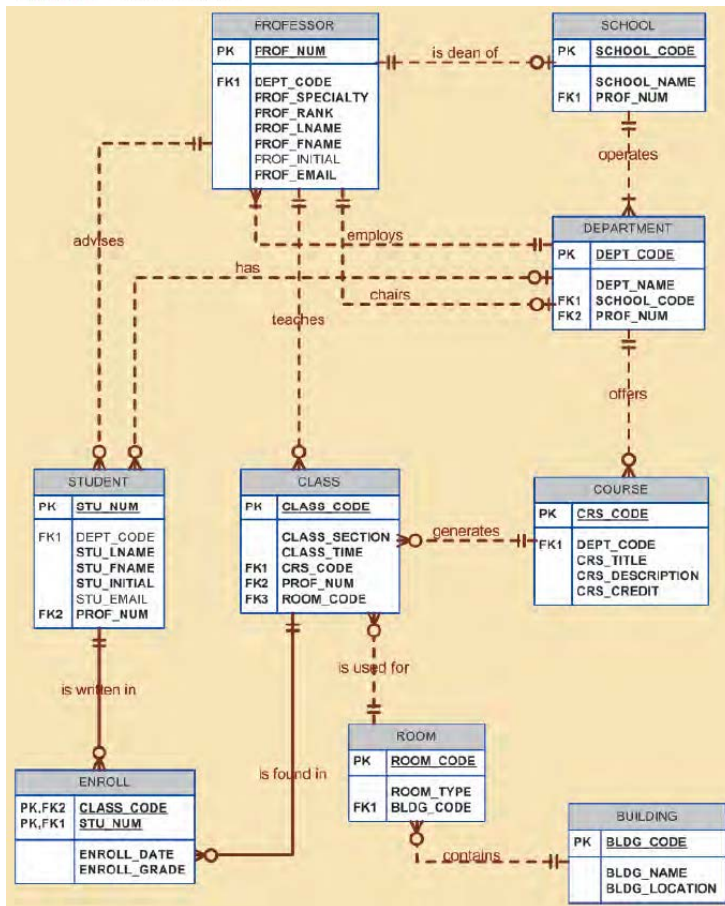 PROFESSOR
PK PROF_NUM
FK1 DEPT_CODE
PROF_SPECIALTY
PROF_RANK
PROF_LNAME
PROF_FNAME
PROF_INITIAL
PROF_EMAIL
is dean of
SCHOOL
PK SCHOOL_CODE
SCHOOL_NAME
FK1 PROF_NUM
operates
advises
employs
has
chairs
teaches
DEPARTMENT
PK DEPT_CODE
DEPT_NAME
FK1 SCHOOL_CODE
FK2 PROF_NUM
offers
STUDENT
PK STU_NUM
FK1 DEPT_CODE
STU_LNAME
STU_FNAME
STU_INITIAL
STU_EMAIL
FK2 PROF_NUM
CLASS
PK CLASS_CODE
CLASS_SECTION
CLASS_TIME
FK1 CRS_CODE
FK2 PROF_NUM
FK3 ROOM_CODE
generates
COURSE
PK CRS_CODE
FK1 DEPT_CODE
CRS_TITLE
CRS_DESCRIPTION
CRS_CREDIT
is written in
is used for
is found in
ROOM
PK ROOM_CODE
ROOM_TYPE
FK1 BLDG_CODE
ENROLL
PK,FK2 CLASS_CODE
PK,FK1 STU_NUM
ENROLL_DATE
ENROLL_GRADE
contains
BUILDING
PK BLDG_CODE
BLDG_NAME
BLDG_LOCATION